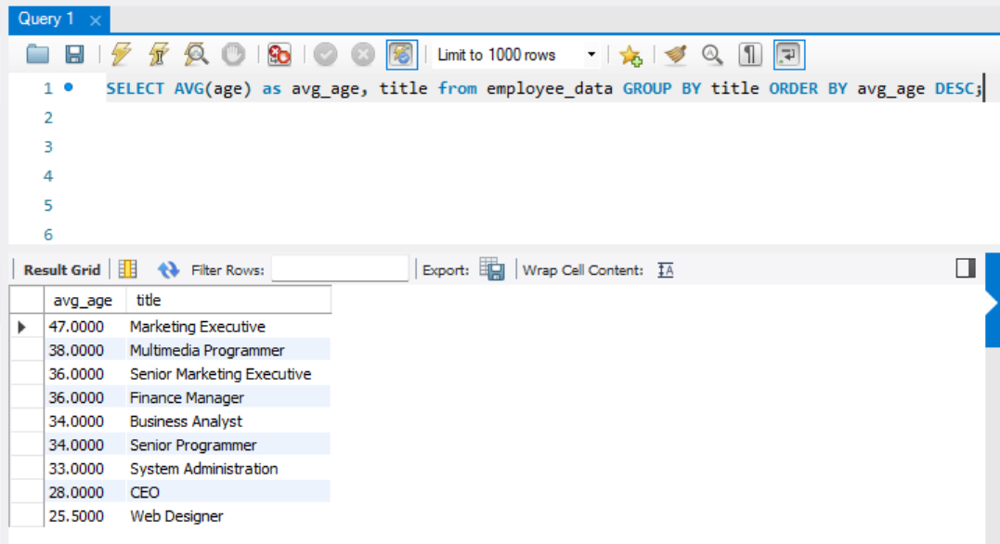 Query 1
Limit to 1000 rows
1 SELECT AVG(age) as avg_age, title from employee_data GROUP BY title ORDER BY avg_age DESC;
2
3
4
5
6
Result Grid Filter Rows: Export: Wrap Cell Content:
avg_age title
47.0000 Marketing Executive
38.0000 Multimedia Programmer
36.0000 Senior Marketing Executive
36.0000 Finance Manager
34.0000 Business Analyst
34.0000 Senior Programmer
33.0000 System Administration
28.0000 CEO
25.5000 Web Designer